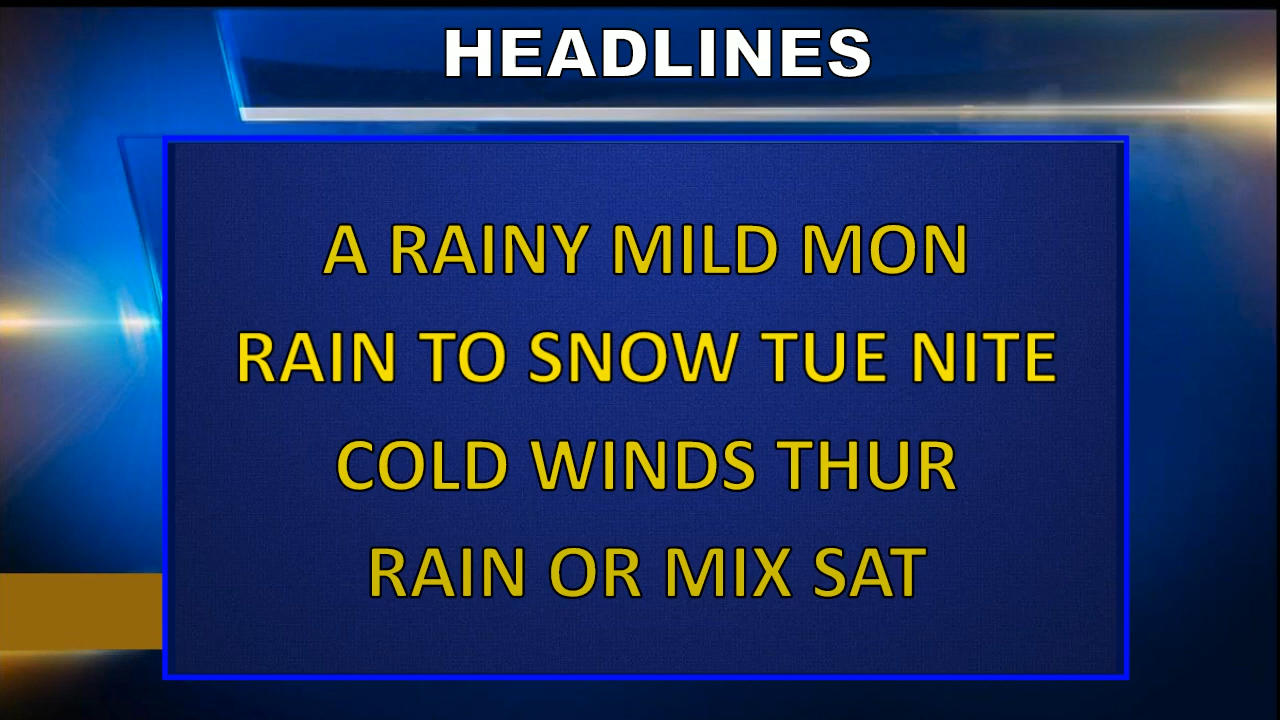 HEADLINES
A RAINY MILD MON
RAIN TO SNOW TUE NITE
COLD WINDS THUR
RAIN OR MIX SAT